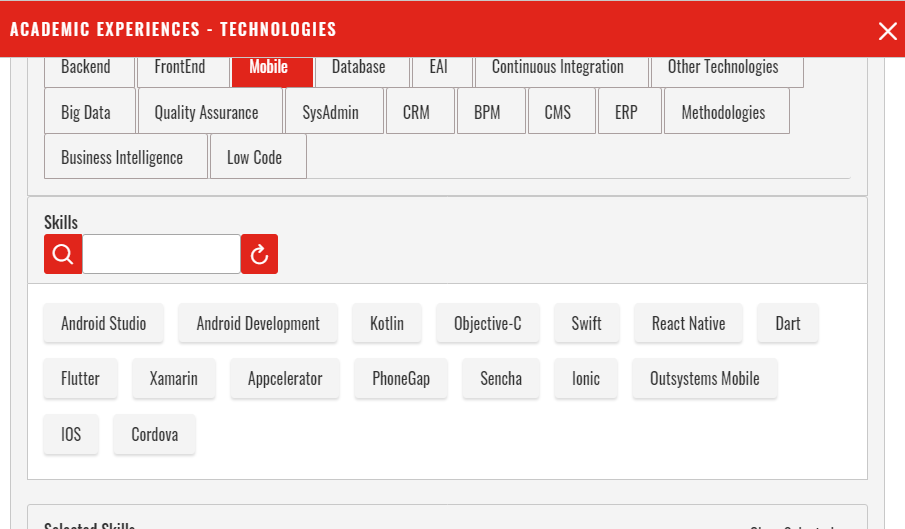 ACADEMIC EXPERIENCES - TECHNOLOGIES
Backend FrontEnd Mobile Database EAI Continuous Integration Other Technologies
Big Data Quality Assurance SysAdmin CRM BPM CMS ERP Methodologies
Business Intelligence Low Code
Skills
Android Studio Android Development Kotlin Objective-C Swift React Native Dart
Flutter Xamarin Appcelerator PhoneGap Sencha Ionic Outsystems Mobile
IOS Cordova
Selected Skills